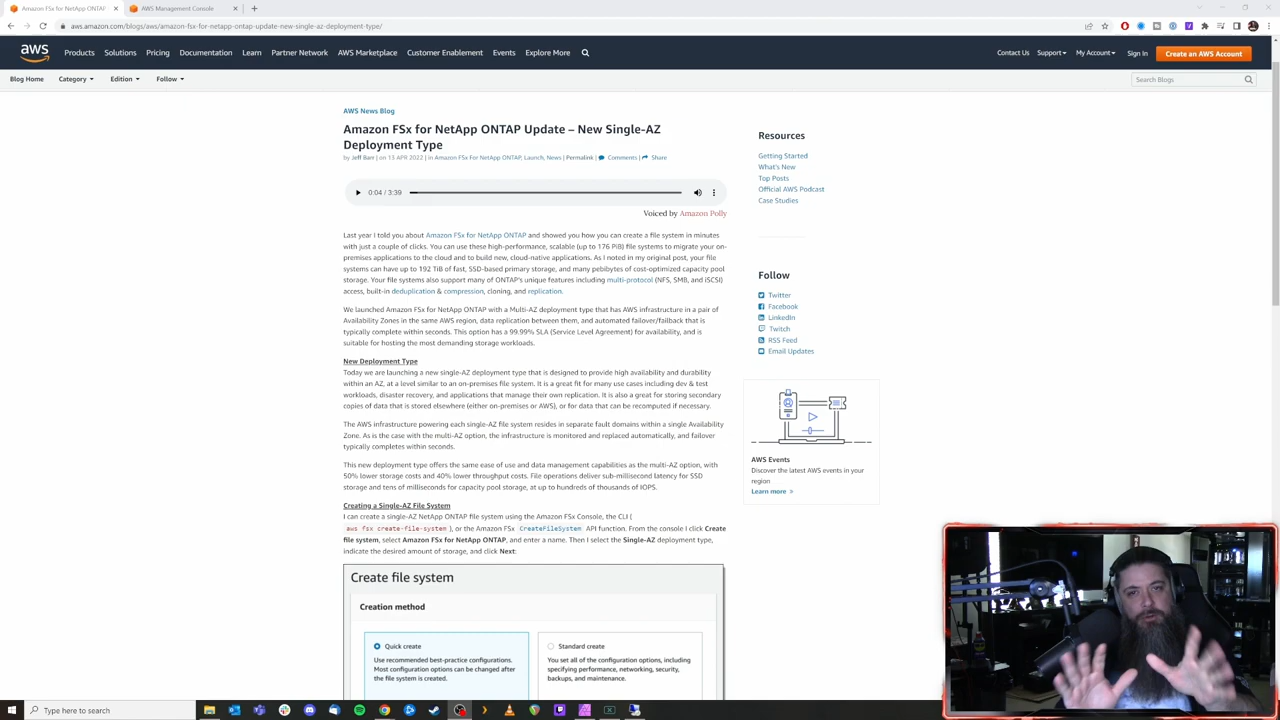 Amazon FSx for NetApp ONTAP
AWS Management Console
aws.amazon.com/blogs/aws/amazon-fsx-for-netapp-ontap-update-new-single-az-deployment-type/
aws
Products Solutions Pricing Documentation Learn Partner Network AWS Marketplace Customer Enablement Events Explore More
Contact Us Support My Account Sign In Create an AWS Account
Blog Home Category Edition Follow
Search Blogs
AWS News Blog
Amazon FSx for NetApp ONTAP Update – New Single-AZ
Deployment Type
by Jeff Barr | on 13 APR 2022 | in Amazon FSx For NetApp ONTAP, Launch, News | Permalink | Comments | Share
0:04 / 3:39
Voiced by Amazon Polly
Last year I told you about Amazon FSx for NetApp ONTAP and showed you how you can create a file system in minutes
with just a couple of clicks. You can use these high-performance, scalable (up to 176 PiB) file systems to migrate your on-
premises applications to the cloud and to build new, cloud-native applications. As I noted in my original post, your file
systems can have up to 192 TiB of fast, SSD-based primary storage, and many pebibytes of cost-optimized capacity pool
storage. Your file systems also support many of ONTAP's unique features including multi-protocol (NFS, SMB, and iSCSI)
access, built-in deduplication & compression, cloning, and replication.
We launched Amazon FSx for NetApp ONTAP with a Multi-AZ deployment type that has AWS infrastructure in a pair of
Availability Zones in the same AWS region, data replication between them, and automated failover/failback that is
typically complete within seconds. This option has a 99.99% SLA (Service Level Agreement) for availability, and is
suitable for hosting the most demanding storage workloads.
New Deployment Type
Today we are launching a new single-AZ deployment type that is designed to provide high availability and durability
within an AZ, at a level similar to an on-premises file system. It is a great fit for many use cases including dev & test
workloads, disaster recovery, and applications that manage their own replication. It is also a great for storing secondary
copies of data that is stored elsewhere (either on-premises or AWS), or for data that can be recomputed if necessary.
The AWS infrastructure powering each single-AZ file system resides in separate fault domains within a single Availability
Zone. As is the case with the multi-AZ option, the infrastructure is monitored and replaced automatically, and failover
typically completes within seconds.
This new deployment type offers the same ease of use and data management capabilities as the multi-AZ option, with
50% lower storage costs and 40% lower throughput costs. File operations deliver sub-millisecond latency for SSD
storage and tens of milliseconds for capacity pool storage, at up to hundreds of thousands of IOPS.
Creating a Single-AZ File System
I can create a single-AZ NetApp ONTAP file system using the Amazon FSx Console, the CLI (
aws fsx create-file-system ), or the Amazon FSx CreateFileSystem API function. From the console I click Create
file system, select Amazon FSx for NetApp ONTAP, and enter a name. Then I select the Single-AZ deployment type,
indicate the desired amount of storage, and click Next:
Create file system
Creation method
Quick create
Use recommended best-practice configurations.
Most configuration options can be changed after
the file system is created.
Standard create
You set all of the configuration options, including
specifying performance, networking, security,
backups, and maintenance.
Resources
Getting Started
What's New
Top Posts
Official AWS Podcast
Case Studies
Follow
Twitter
Facebook
LinkedIn
Twitch
RSS Feed
Email Updates
AWS Events
Discover the latest AWS events in your
region
Learn more »
Type here to search